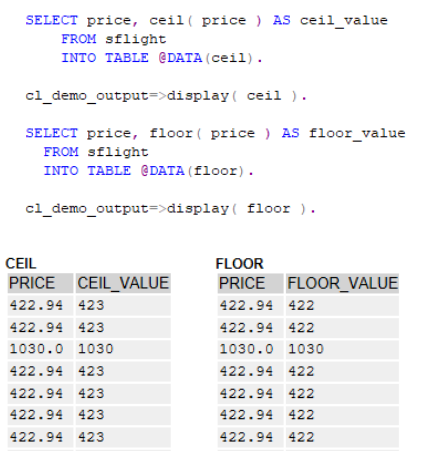 SELECT price, ceil( price ) AS ceil_value
FROM sflight
INTO TABLE @DATA(ceil).
cl_demo_output=>display( ceil ).
SELECT price, floor( price ) AS floor_value
FROM sflight
INTO TABLE @DATA(floor).
cl_demo_output=>display( floor ).
CEIL
PRICE CEIL_VALUE
422.94 423
422.94 423
1030.0 1030
422.94 423
422.94 423
422.94 423
422.94 423
FLOOR
PRICE FLOOR_VALUE
422.94 422
422.94 422
1030.0 1030
422.94 422
422.94 422
422.94 422
422.94 422